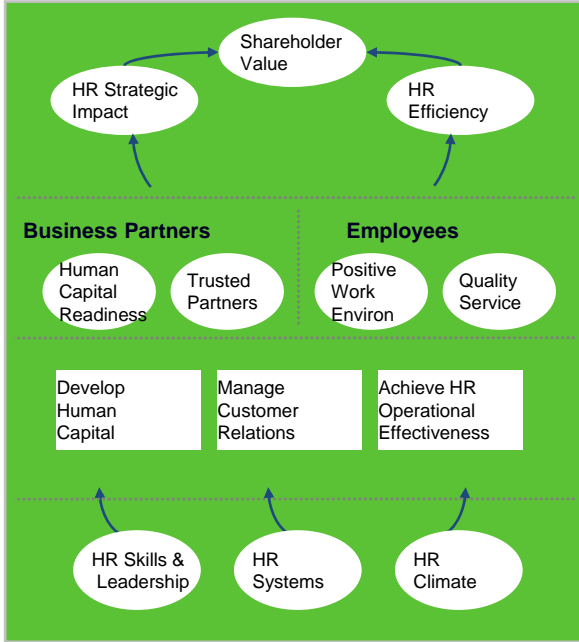 Shareholder
Value
HR Strategic
Impact
HR
Efficiency
Business Partners
Employees
Human
Capital
Readiness
Trusted
Partners
Positive
Work
Environ
Quality
Service
Develop
Human
Capital
Manage
Customer
Relations
Achieve HR
Operational
Effectiveness
HR Skills &
Leadership
HR
Systems
HR
Climate